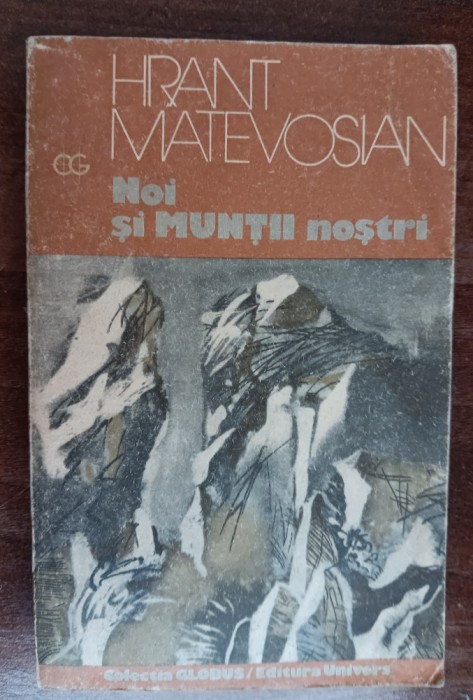 HRANT
MATEVOSIAN
CG
Noi
și MUNȚII noștri
Colecția GLOBUS / Editura Univers